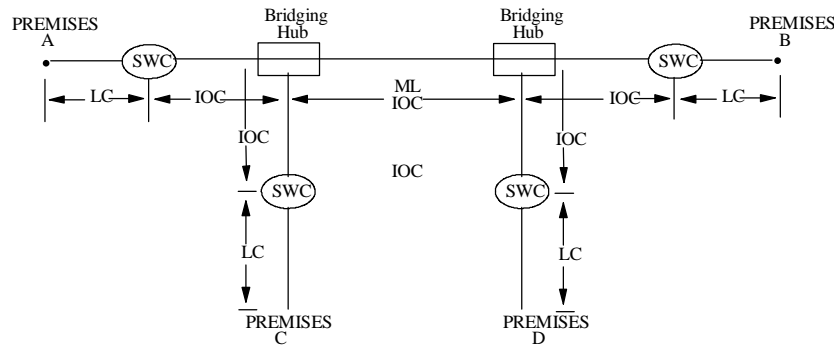 PREMISES
A
Bridging
Hub
Bridging
Hub
PREMISES
B
SWC
SWC
LC
IOC
ML
IOC
IOC
LC
IOC
IOC
IOC
SWC
SWC
LC
LC
PREMISES
C
PREMISES
D